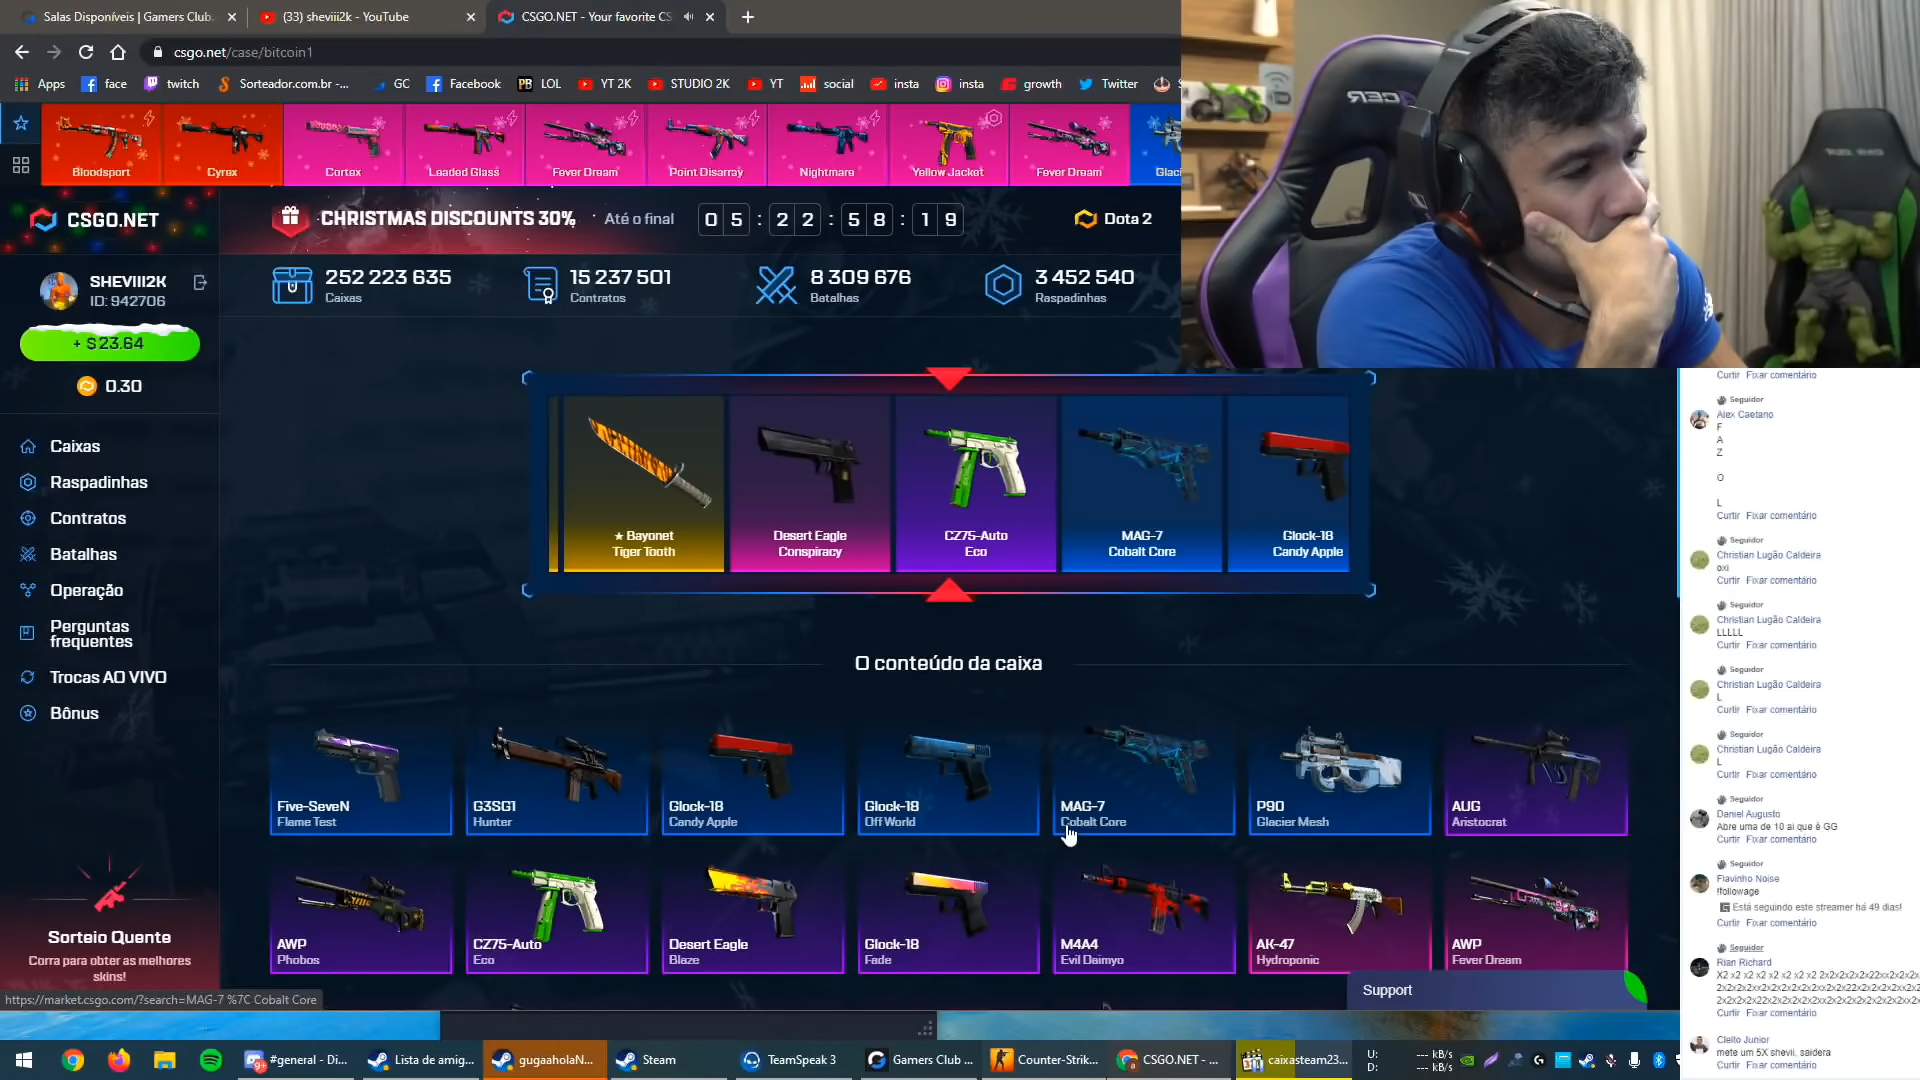 Salas Disponíveis | Gamers Club
(33) sheviii2k - YouTube
CSGO.NET - Your favorite CS
csgo.net/case/bitcoin1
Apps
face
twitch
Sorteador.com.br -...
GC
Facebook
LOL
YT 2K
STUDIO 2K
YT
social
insta
insta
growth
Twitter
Bloodsport
Cyrex
Cortex
Leaded Glass
Fever Dream
Point Disarray
Nightmare
Yellow Jacket
Fever Dream
Glaci
CSGO.NET
CHRISTMAS DISCOUNTS 30%
Até o final
05:22:58:19
Dota 2
SHEVIII2K
ID: 942706
+ $ 23.64
0.30
252 223 635
Caixas
15 237 501
Contratos
8 309 676
Batalhas
3 452 540
Raspadinhas
Caixas
Raspadinhas
Contratos
Batalhas
Operação
Perguntas
frequentes
Trocas AO VIVO
Bônus
Sorteio Quente
Corra para obter as melhores
skins!
★ Bayonet
Tiger Tooth
Desert Eagle
Conspiracy
CZ75-Auto
Eco
MAG-7
Cobalt Core
Glock-18
Candy Apple
O conteúdo da caixa
Five-SeveN
Flame Test
G3SG1
Hunter
Glock-18
Candy Apple
Glock-18
Off World
MAG-7
Cobalt Core
P90
Glacier Mesh
AUG
Aristocrat
AWP
Phobos
CZ75-Auto
Eco
Desert Eagle
Blaze
Glock-18
Fade
M4A4
Evil Daimyo
AK-47
Hydroponic
AWP
Fever Dream
Support
https://market.csgo.com/?search=MAG-7 %7C Cobalt Core
Curtir Fixar comentário
Seguidor
Alex Caetano
F
A
Z
O
L
Curtir Fixar comentário
Seguidor
Christian Lugão Caldeira
oxi
Curtir Fixar comentário
Seguidor
Christian Lugão Caldeira
LLLLL
Curtir Fixar comentário
Seguidor
Christian Lugão Caldeira
L
Curtir Fixar comentário
Seguidor
Christian Lugão Caldeira
L
Curtir Fixar comentário
Seguidor
Daniel Augusto
Abre uma de 10 ai que è GG
Curtir Fixar comentário
Seguidor
Flavinho Noise
!followage
Está seguindo este streamer há 49 dias!
Curtir Fixar comentário
Seguidor
Rian Richard
Curtir Fixar comentário
Cleito Junior
mete um 5X shevii, saidera
Curtir Fixar comentário
#general - Di...
Lista de amig...
gugaaholaN...
Steam
TeamSpeak 3
Gamers Club ...
Counter-Strik...
CSGO.NET - ...
caixasteam23...
U: --- kB/s
D: --- kB/s